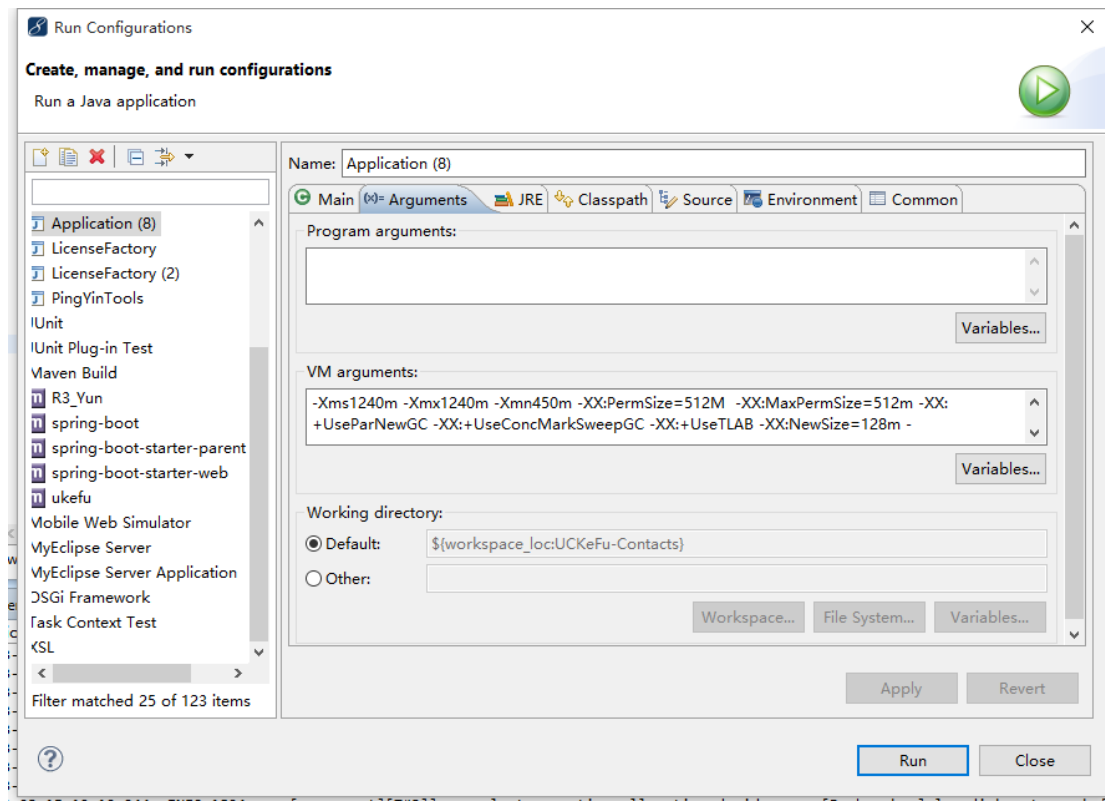 Run Configurations
Create, manage, and run configurations
Run a Java application
Name: Application (8)
Main (x)= Arguments JRE Classpath Source Environment Common
Application (8)
LicenseFactory
LicenseFactory (2)
PingYinTools
Unit
Unit Plug-in Test
Maven Build
R3_Yun
spring-boot
spring-boot-starter-parent
spring-boot-starter-web
ukefu
Mobile Web Simulator
MyEclipse Server
MyEclipse Server Application
OSGi Framework
Task Context Test
XSL
Filter matched 25 of 123 items
Program arguments:
Variables...
VM arguments:
-Xms1240m -Xmx1240m -Xmn450m -XX:PermSize=512M -XX:MaxPermSize=512m -XX:
+UseParNewGC -XX:+UseConcMarkSweepGC -XX:+UseTLAB -XX:NewSize=128m -
Variables...
Working directory:
Default: ${workspace_loc:UCKeFu-Contacts}
Other:
Workspace... File System... Variables...
Apply Revert
Run Close